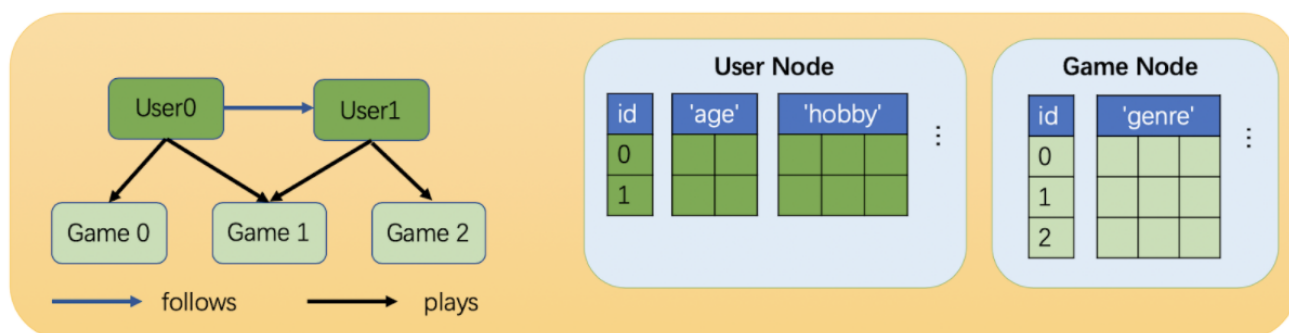 User0
User1
Game 0
Game 1
Game 2
follows
plays
User Node
id
'age'
'hobby'
0
1
⋮
Game Node
id
'genre'
0
1
2
⋮